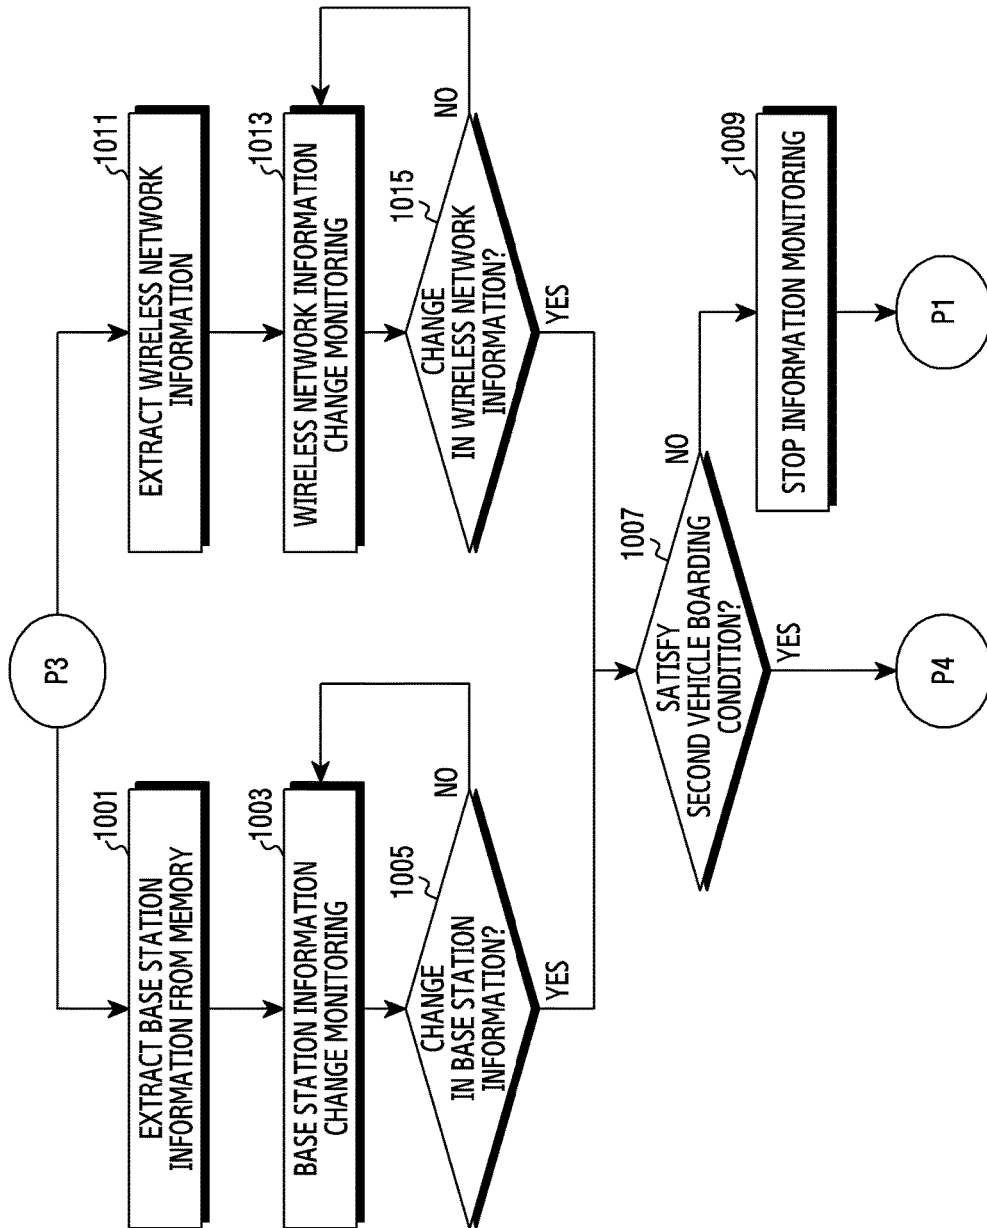 P3
1001
EXTRACT BASE STATION
INFORMATION FROM MEMORY
1003
BASE STATION INFORMATION
CHANGE MONITORING
1005
CHANGE
IN BASE STATION
INFORMATION?
NO
YES
1011
EXTRACT WIRELESS NETWORK
INFORMATION
1013
WIRELESS NETWORK INFORMATION
CHANGE MONITORING
1015
CHANGE
IN WIRELESS NETWORK
INFORMATION?
NO
YES
1007
SATISFY
SECOND VEHICLE BOARDING
CONDITION?
NO
YES
1009
STOP INFORMATION MONITORING
P4
P1